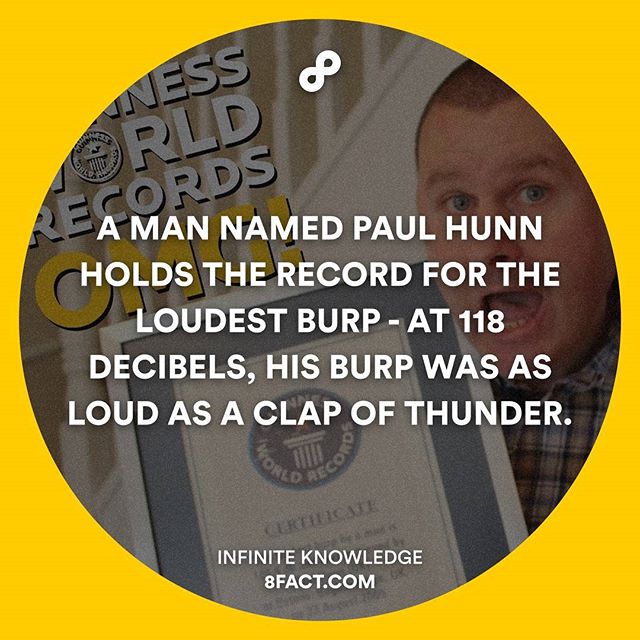 NNESS
WORLD
RECORDS
OMG!
A MAN NAMED PAUL HUNN
HOLDS THE RECORD FOR THE
LOUDEST BURP - AT 118
DECIBELS, HIS BURP WAS AS
LOUD AS A CLAP OF THUNDER.
WORLD RECORDS
CERTIFICATE
INFINITE KNOWLEDGE
8FACT.COM